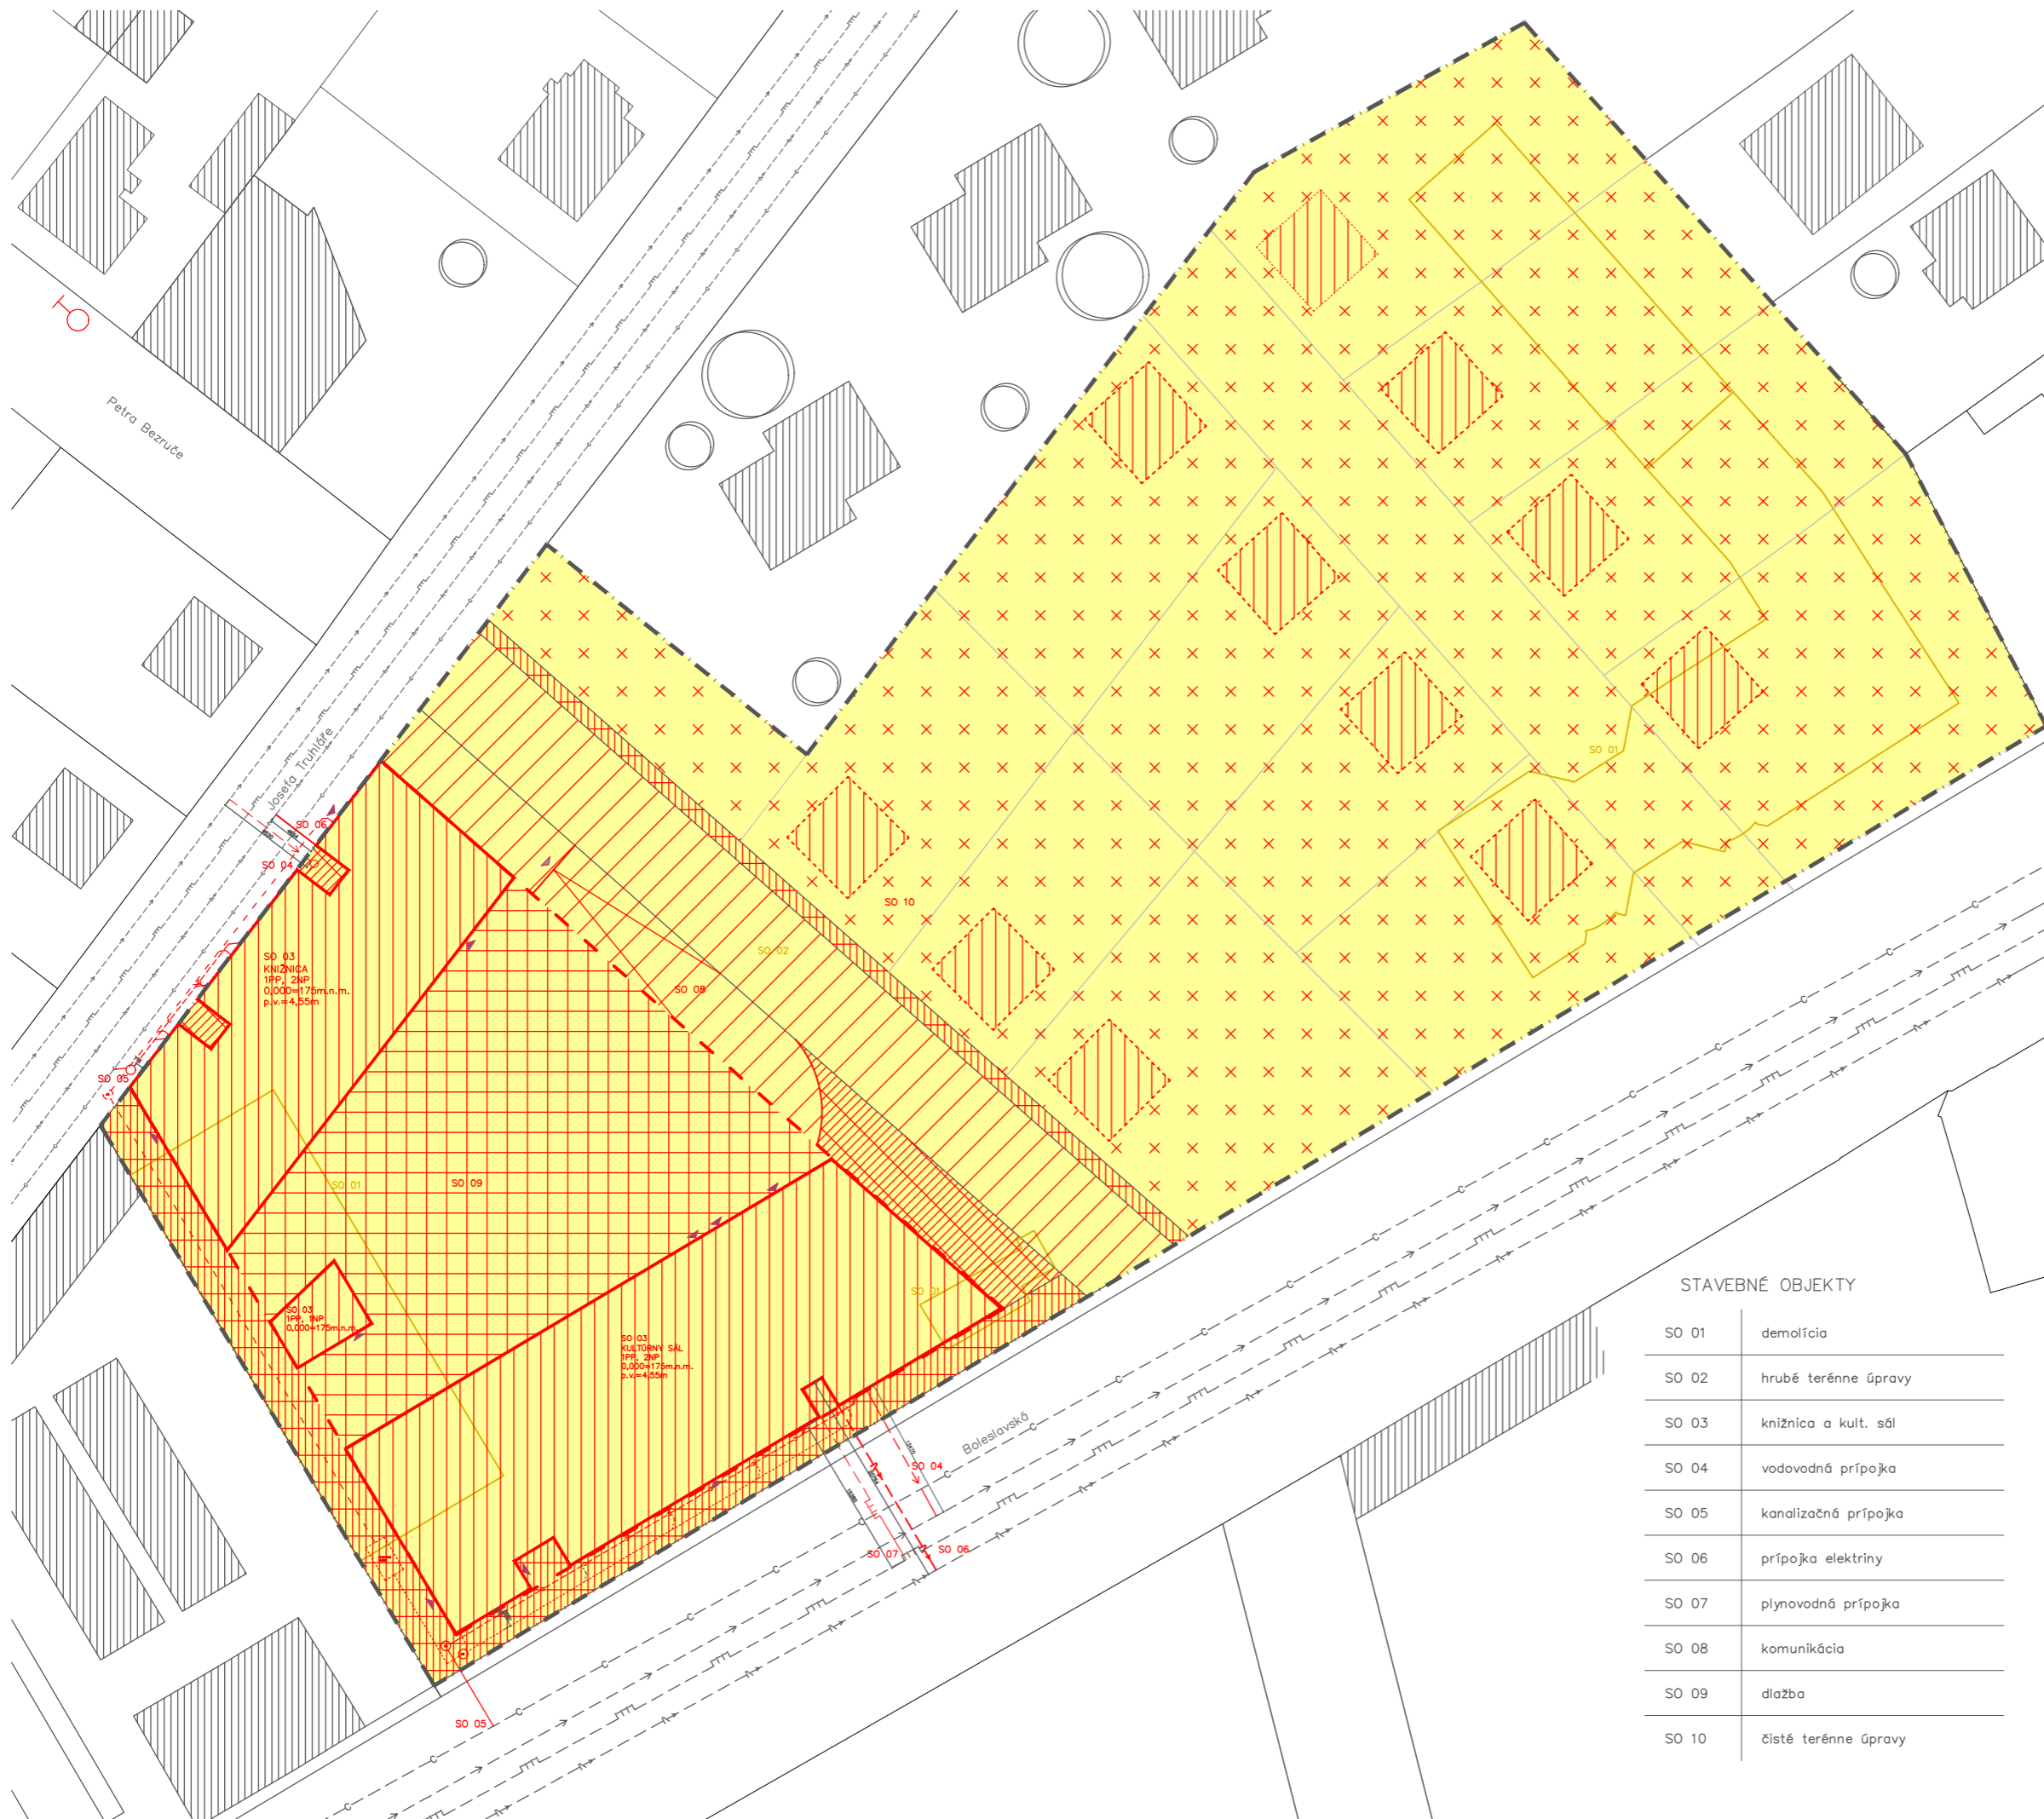 Petra Bezruče
Josefa Truhláře
SO 06
SO 04
SO 03
KNIŽNICA
1PP, 2NP
0,000=175m.n.m.
p.v.=4,55m
SO 05
SO 01
SO 09
SO 10
SO 02
SO 08
SO 01
SO 01
SO 03
1PP, 1NP
0,000=175m.n.m.
SO 03
KULTÚRNY SÁL
1PP, 2NP
0,000=175m.n.m.
p.v.=4,55m
Boleslavská
SO 04
SO 07
SO 06
SO 05
STAVEBNÉ OBJEKTY
SO 01 demolícia
SO 02 hrubé terénne úpravy
SO 03 knižnica a kult. sál
SO 04 vodovodná prípojka
SO 05 kanalizačná prípojka
SO 06 prípojka elektriny
SO 07 plynovodná prípojka
SO 08 komunikácia
SO 09 dlažba
SO 10 čisté terénne úpravy